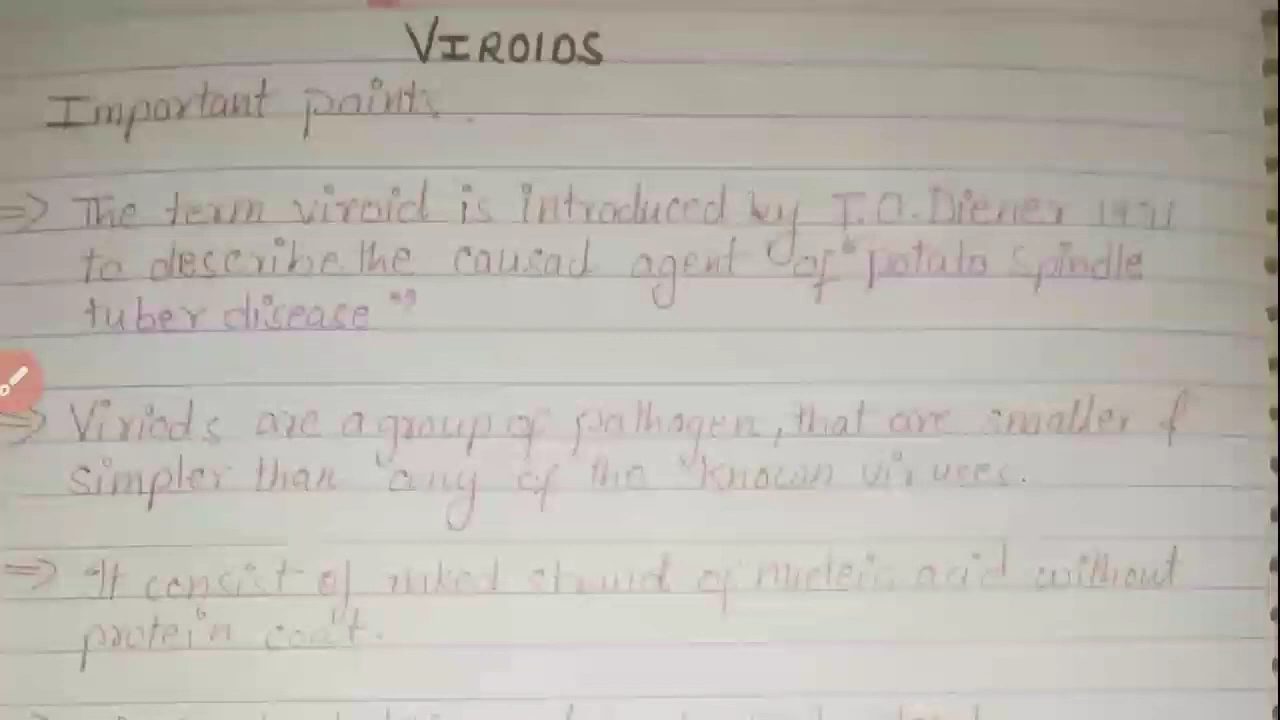 VIROIDS
Important points.
=> The term viroid is introduced by T.O. Diener 1971
to describe the causad agent of "potato spindle
tuber disease"
=> Viriods are a group of pathogen, that are smaller &
simpler than any of the known viruces.
=> It consist of naked strand of nucleic acid without
protein coat.